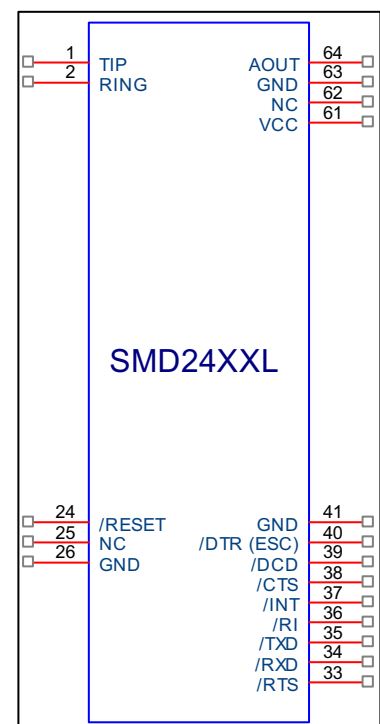 1 TIP AOUT 64
2 RING GND 63
NC 62
VCC 61
SMD24XXL
24 /RESET GND 41
25 NC /DTR (ESC) 40
26 GND /DCD 39
/CTS 38
/INT 37
/RI 36
/TXD 35
/RXD 34
/RTS 33